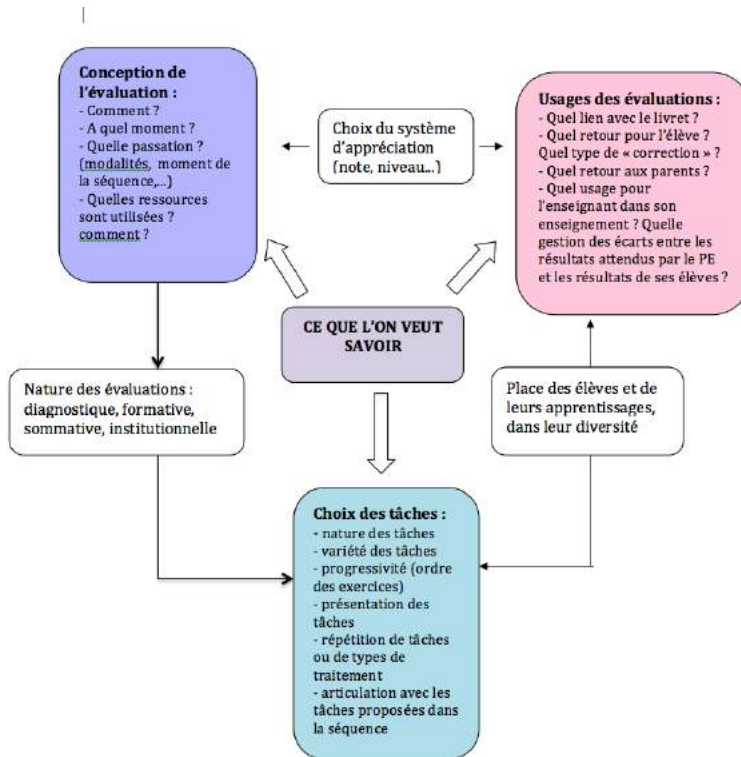 Conception de
l'évaluation :
- Comment ?
- A quel moment ?
- Quelle passation ?
(modalités, moment de
la séquence,...)
- Quelles ressources
sont utilisées ?
comment ?
Choix du système
d'appréciation
(note, niveau...)
Usages des évaluations :
- Quel lien avec le livret ?
- Quel retour pour l'élève ?
Quel type de « correction » ?
- Quel retour aux parents ?
- Quel usage pour
l'enseignant dans son
enseignement ? Quelle
gestion des écarts entre les
résultats attendus par le PE
et les résultats de ses élèves ?
CE QUE L'ON VEUT
SAVOIR
Nature des évaluations :
diagnostique, formative,
sommative, institutionnelle
Place des élèves et de
leurs apprentissages,
dans leur diversité
Choix des tâches :
- nature des tâches
- variété des tâches
- progressivité (ordre
des exercices)
- présentation des
tâches
- répétition de tâches
ou de types de
traitement
- articulation avec les
tâches proposées dans
la séquence